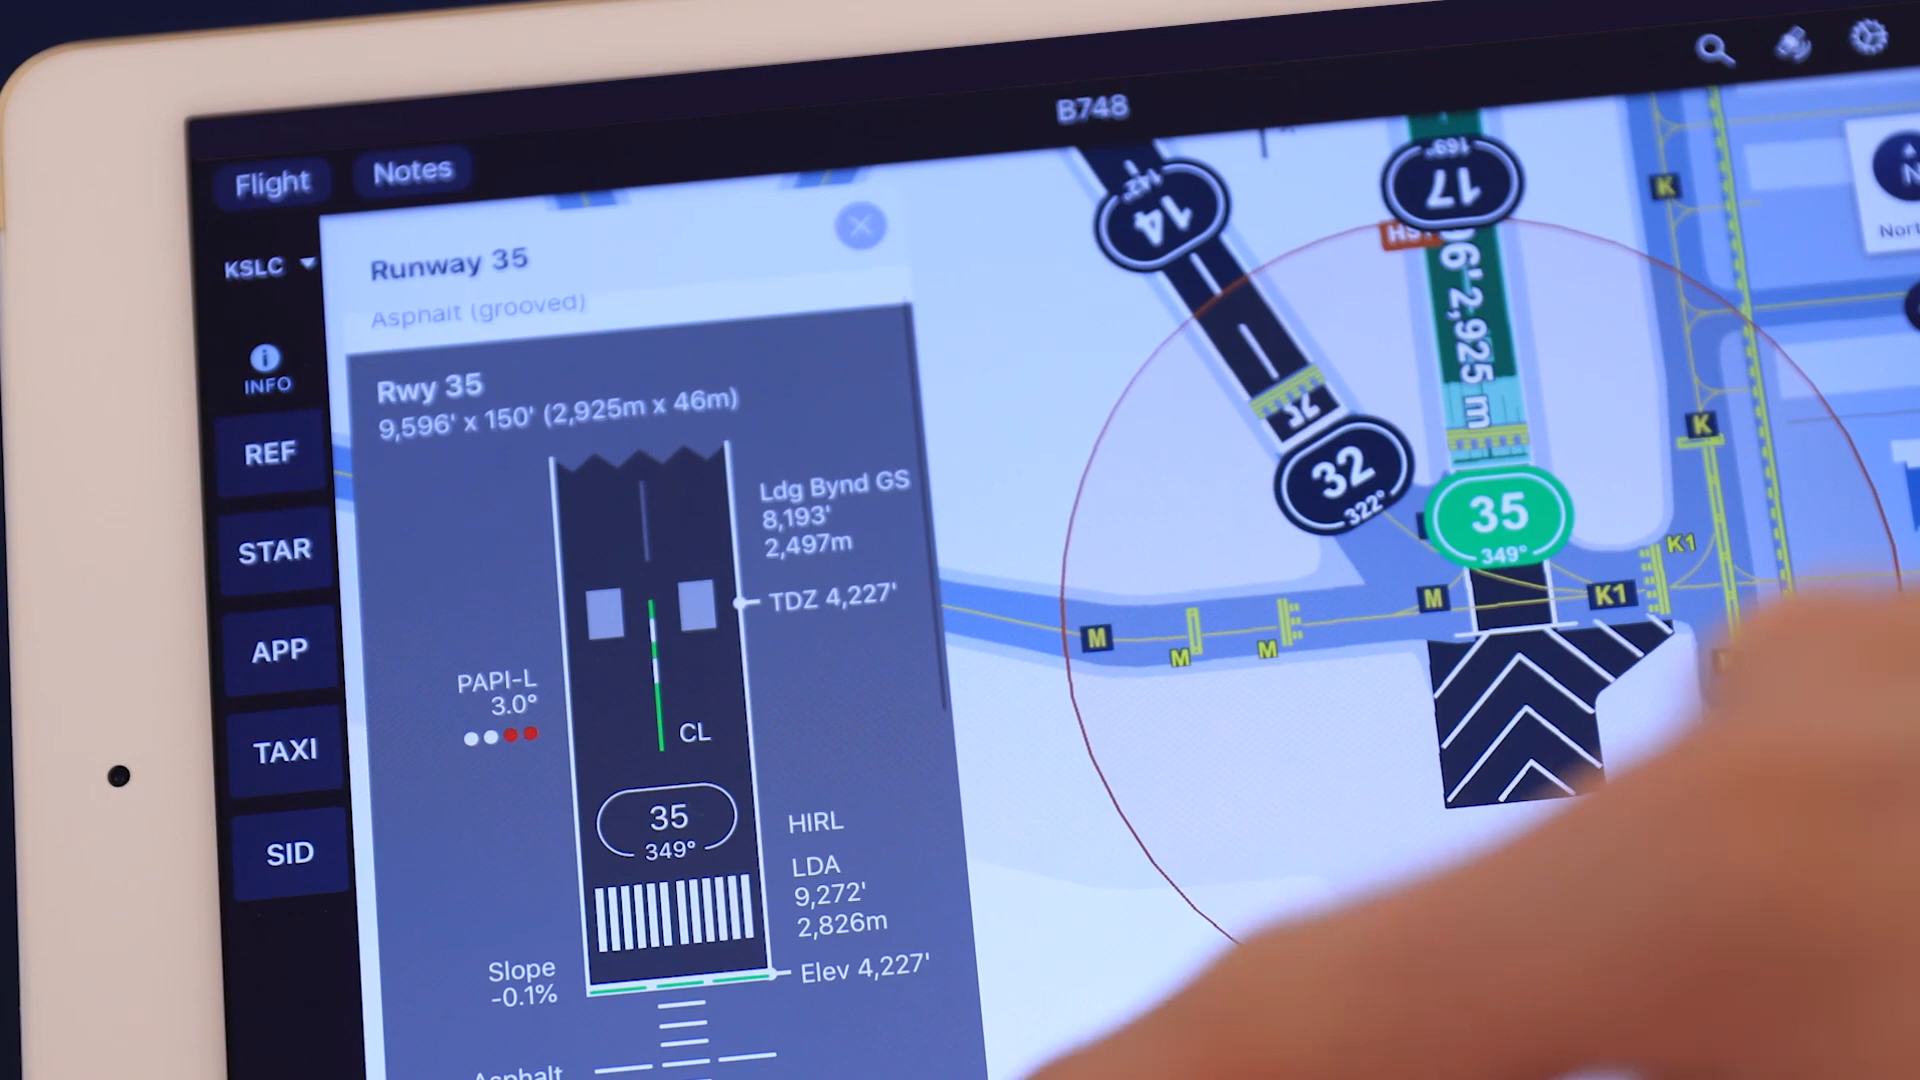 B748
Flight
Notes
KSLC
INFO
REF
STAR
APP
TAXI
SID
Runway 35
Asphalt (grooved)
Rwy 35
9,596' x 150' (2,925m x 46m)
Ldg Bynd GS
8,193'
2,497m
TDZ 4,227'
PAPI-L
3.0°
CL
35
349°
HIRL
LDA
9,272'
2,826m
Slope
-0.1%
Elev 4,227'
Asphalt
14
142°
17
169°
2,925 m
32
322°
35
349°
K
K
K1
K1
M
M
M
M